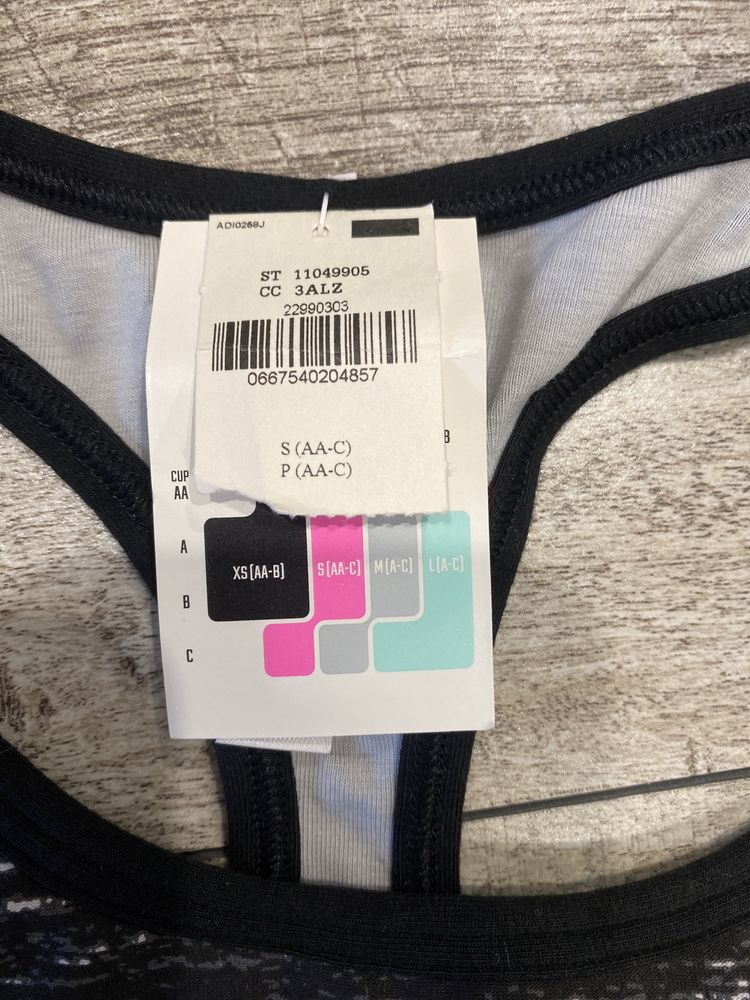 ADI0268J
ST 11049905
CC 3ALZ
22990303
0667540204857
S (AA-C)
P (AA-C)
B
CUP
AA
A
XS(AA-B) S(AA-C) M(A-C) L(A-C)
B
C